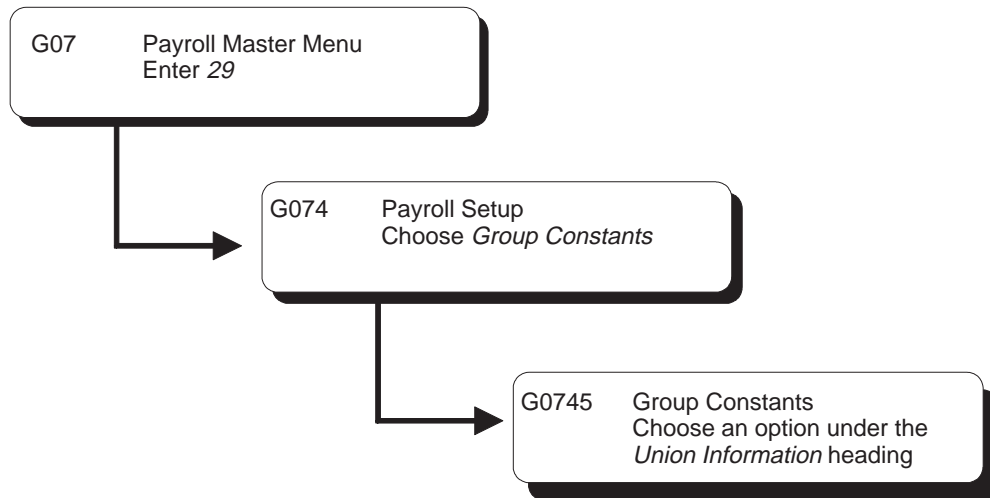 G07 Payroll Master Menu
Enter 29
G074 Payroll Setup
Choose Group Constants
G0745 Group Constants
Choose an option under the
Union Information heading